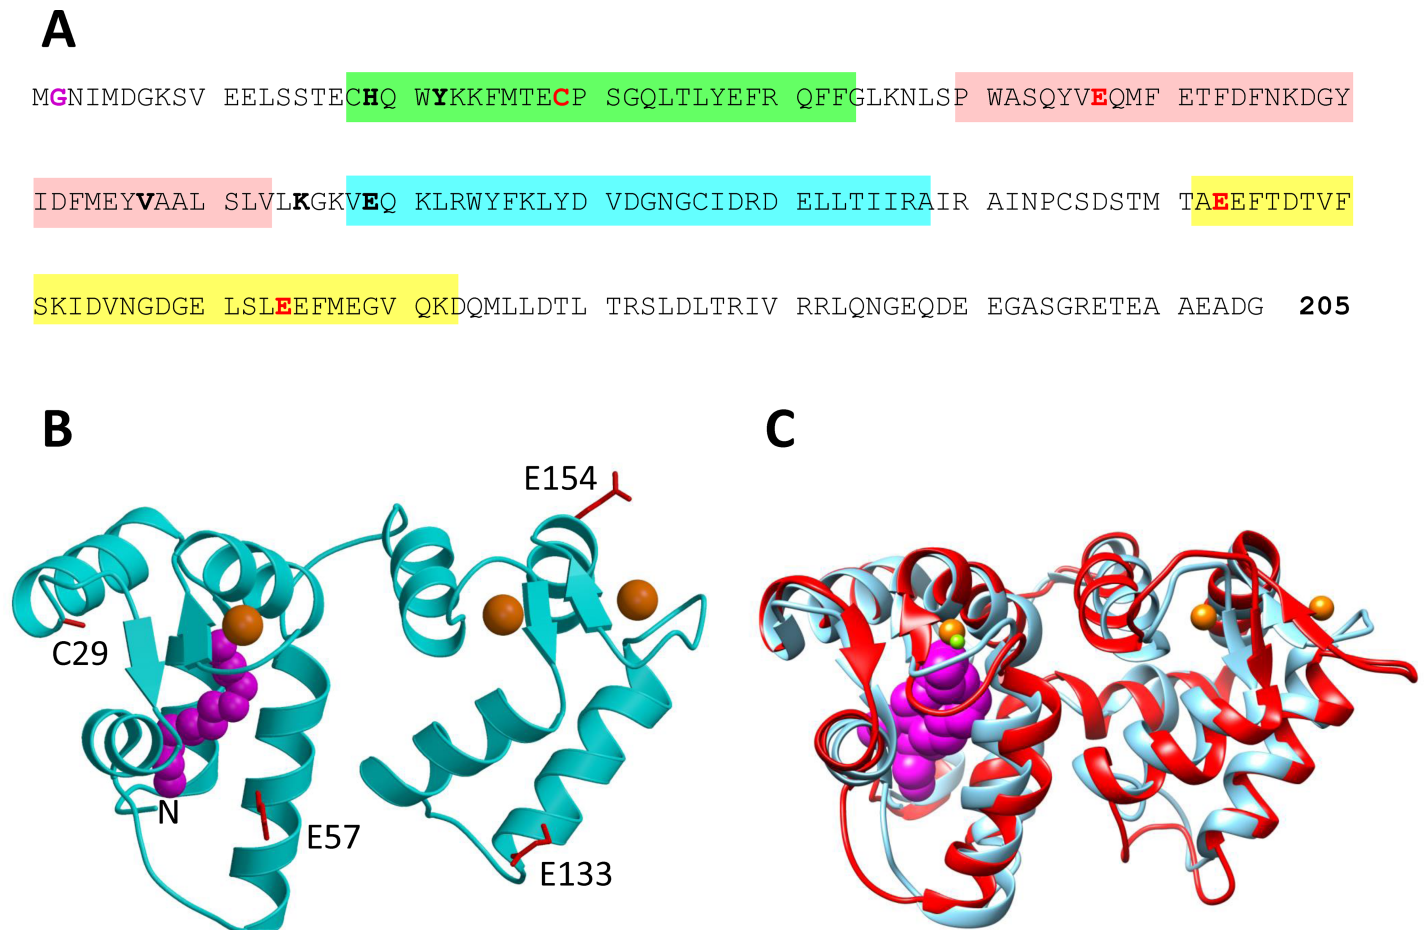 A
MGNIMDGKSV EELSSTECHQ WYKKFMTECP SGQLTLYEFR QFFGLKNLSP WASQYVEQMF ETFDFNKDGY
IDFMEYVAAL SLVLKGKVEQ KLRWYFKLYD VDGNGCIDRD ELLTIIRAIR AINPCSDSTM TAEEFTDTVF
SKIDVNGDGE LSLEEFMEGV QKDQMLLDTL TRSLDLTRIV RRLQNGEQDE EGASGRETEA AEADG 205
B
C
E154
C29
N
E57
E133